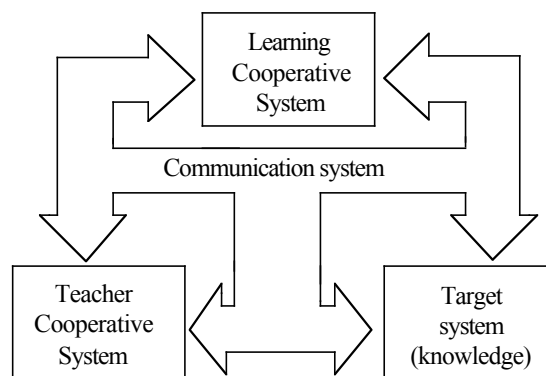 Learning
Cooperative
System
Communication system
Teacher
Cooperative
System
Target
system
(knowledge)